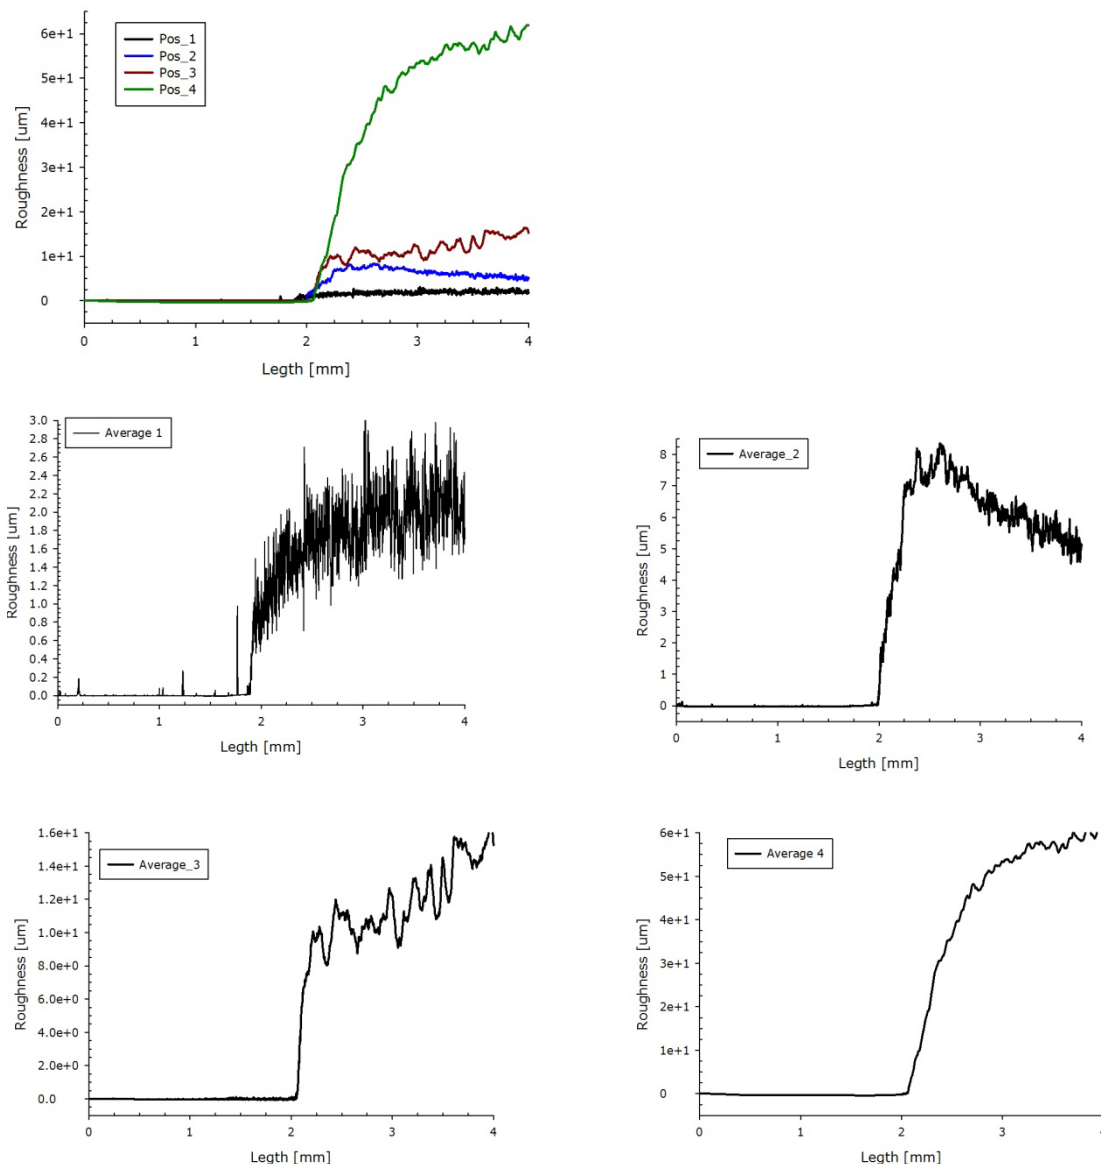 Pos_1
Pos_2
Pos_3
Pos_4
6e+1
5e+1
4e+1
3e+1
2e+1
1e+1
0
Roughness [um]
0 1 2 3 4
Legth [mm]
Average 1
3.0
2.8
2.6
2.4
2.2
2.0
1.8
1.6
1.4
1.2
1.0
0.8
0.6
0.4
0.2
0.0
Roughness [um]
0 1 2 3 4
Legth [mm]
Average_2
8
7
6
5
4
3
2
1
0
Roughness [um]
0 1 2 3 4
Legth [mm]
Average_3
1.6e+1
1.4e+1
1.2e+1
1.0e+1
8.0e+0
6.0e+0
4.0e+0
2.0e+0
0.0
Roughness [um]
0 1 2 3 4
Legth [mm]
Average 4
6e+1
5e+1
4e+1
3e+1
2e+1
1e+1
0
Roughness [um]
0 1 2 3 4
Legth [mm]